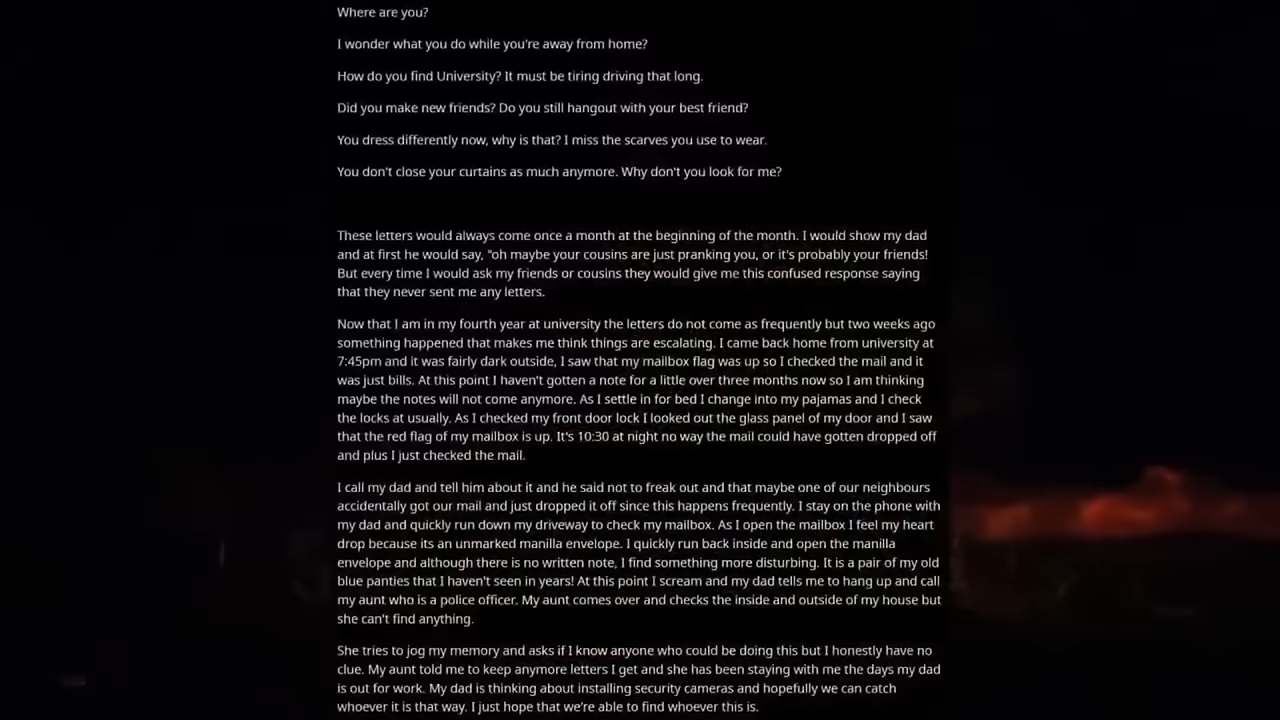 Where are you?
I wonder what you do while you're away from home?
How do you find University? It must be tiring driving that long.
Did you make new friends? Do you still hangout with your best friend?
You dress differently now, why is that? I miss the scarves you use to wear.
You don't close your curtains as much anymore. Why don't you look for me?
These letters would always come once a month at the beginning of the month. I would show my dad
and at first he would say, "oh maybe your cousins are just pranking you, or it's probably your friends!
But every time I would ask my friends or cousins they would give me this confused response saying
that they never sent me any letters.
Now that I am in my fourth year at university the letters do not come as frequently but two weeks ago
something happened that makes me think things are escalating. I came back home from university at
7:45pm and it was fairly dark outside, I saw that my mailbox flag was up so I checked the mail and it
was just bills. At this point I haven't gotten a note for a little over three months now so I am thinking
maybe the notes will not come anymore. As I settle in for bed I change into my pajamas and I check
the locks at usually. As I checked my front door lock I looked out the glass panel of my door and I saw
that the red flag of my mailbox is up. It's 10:30 at night no way the mail could have gotten dropped off
and plus I just checked the mail.
I call my dad and tell him about it and he said not to freak out and that maybe one of our neighbours
accidentally got our mail and just dropped it off since this happens frequently. I stay on the phone with
my dad and quickly run down my driveway to check my mailbox. As I open the mailbox I feel my heart
drop because its an unmarked manilla envelope. I quickly run back inside and open the manilla
envelope and although there is no written note, I find something more disturbing. It is a pair of my old
blue panties that I haven't seen in years! At this point I scream and my dad tells me to hang up and call
my aunt who is a police officer. My aunt comes over and checks the inside and outside of my house but
she can't find anything.
She tries to jog my memory and asks if I know anyone who could be doing this but I honestly have no
clue. My aunt told me to keep anymore letters I get and she has been staying with me the days my dad
is out for work. My dad is thinking about installing security cameras and hopefully we can catch
whoever it is that way. I just hope that we're able to find whoever this is.